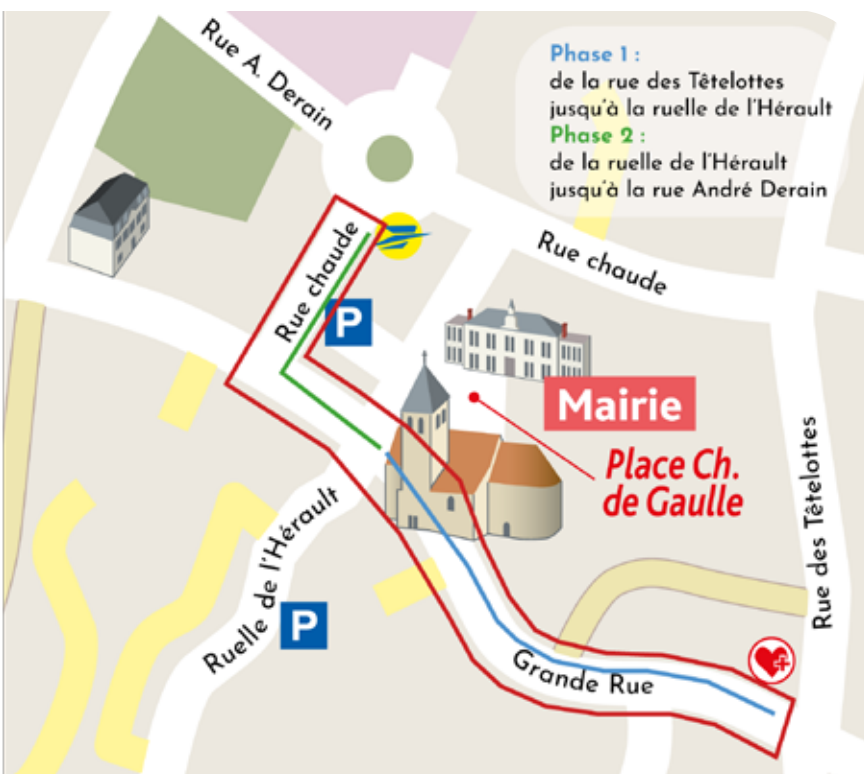 Rue A. Derain
Phase 1 :
de la rue des Têtelottes
jusqu'à la ruelle de l'Hérault
Phase 2 :
de la ruelle de l'Hérault
jusqu'à la rue André Derain
Rue chaude
Rue chaude
P
Mairie
Place Ch.
de Gaulle
Rue des Têtelottes
Ruelle de l'Hérault
P
Grande Rue